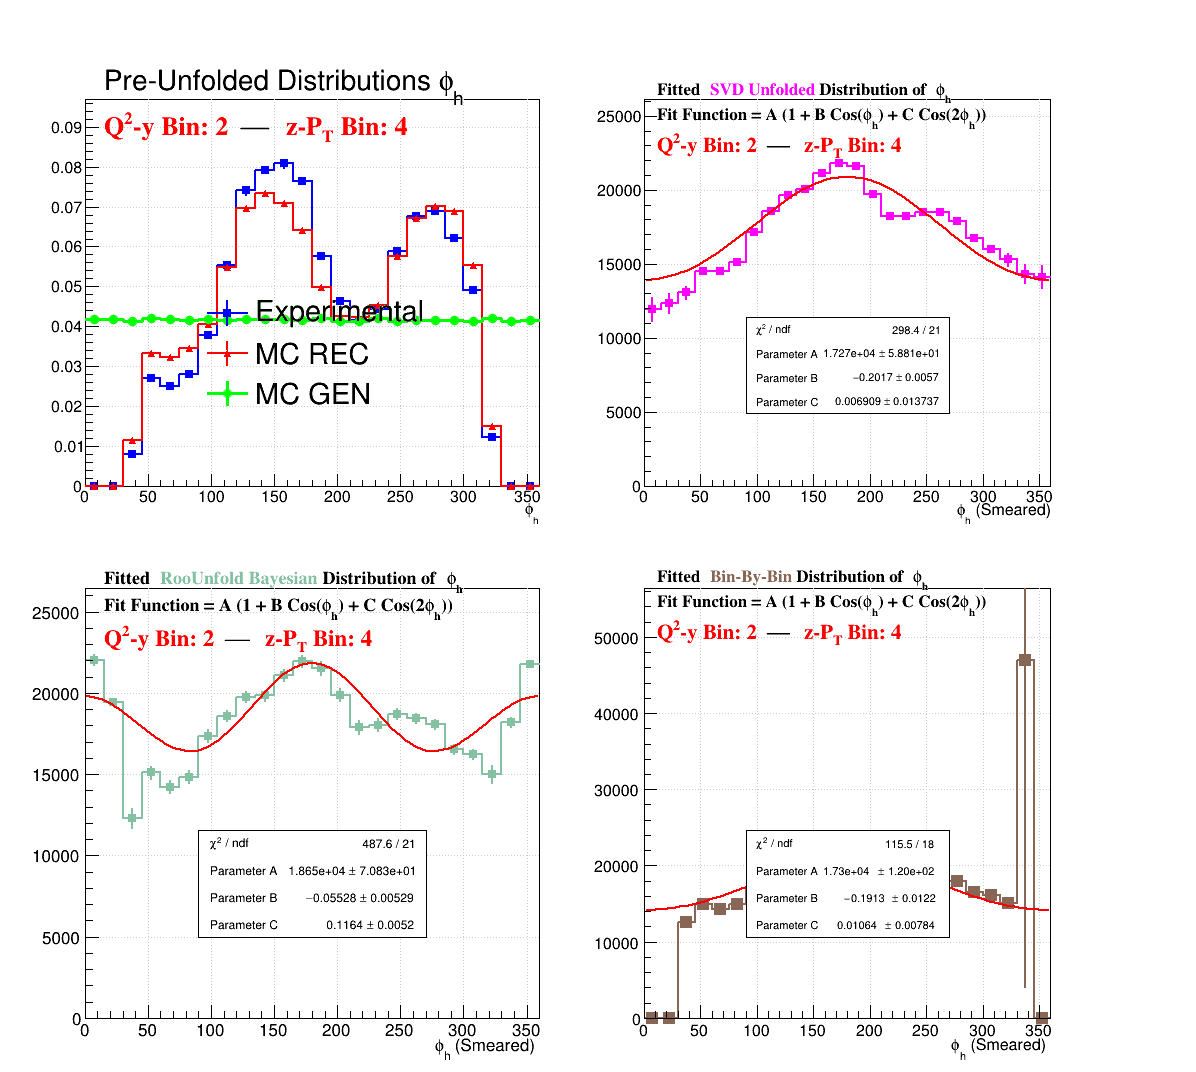 Pre-Unfolded Distributions ϕh
Q²-y Bin: 2 — z-PT Bin: 4
0.09
0.08
0.07
0.06
0.05
0.04
0.03
0.02
0.01
0
Experimental
MC REC
MC GEN
0 50 100 150 200 250 300 350
ϕh
Fitted SVD Unfolded Distribution of ϕh
Fit Function = A (1 + B Cos(ϕh) + C Cos(2ϕh))
Q²-y Bin: 2 — z-PT Bin: 4
25000
20000
15000
10000
5000
0
χ² / ndf 298.4 / 21
Parameter A 1.727e+04 ± 5.881e+01
Parameter B −0.2017 ± 0.0057
Parameter C 0.006909 ± 0.013737
0 50 100 150 200 250 300 350
ϕh (Smeared)
Fitted RooUnfold Bayesian Distribution of ϕh
Fit Function = A (1 + B Cos(ϕh) + C Cos(2ϕh))
Q²-y Bin: 2 — z-PT Bin: 4
25000
20000
15000
10000
5000
0
χ² / ndf 487.6 / 21
Parameter A 1.865e+04 ± 7.083e+01
Parameter B −0.05528 ± 0.00529
Parameter C 0.1164 ± 0.0052
0 50 100 150 200 250 300 350
ϕh (Smeared)
Fitted Bin-By-Bin Distribution of ϕh
Fit Function = A (1 + B Cos(ϕh) + C Cos(2ϕh))
Q²-y Bin: 2 — z-PT Bin: 4
50000
40000
30000
20000
10000
0
χ² / ndf 115.5 / 18
Parameter A 1.73e+04 ± 1.20e+02
Parameter B −0.1913 ± 0.0122
Parameter C 0.01064 ± 0.00784
0 50 100 150 200 250 300 350
ϕh (Smeared)